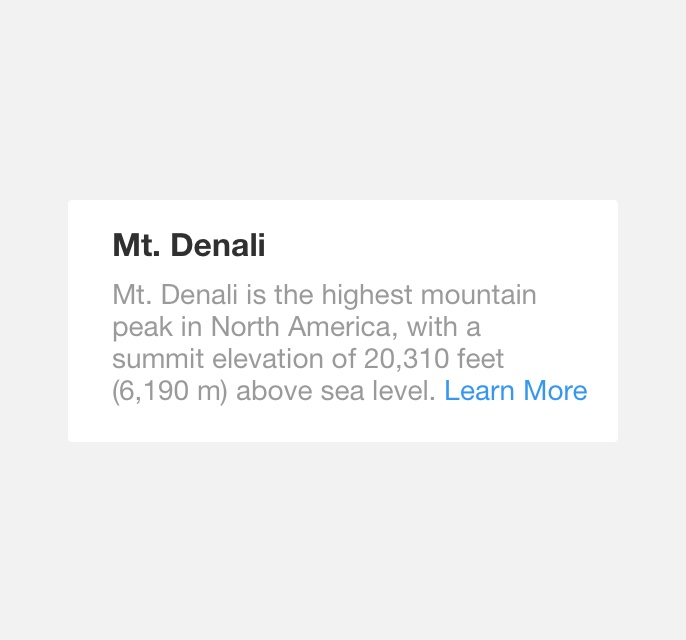 Mt. Denali
Mt. Denali is the highest mountain
peak in North America, with a
summit elevation of 20,310 feet
(6,190 m) above sea level. Learn More